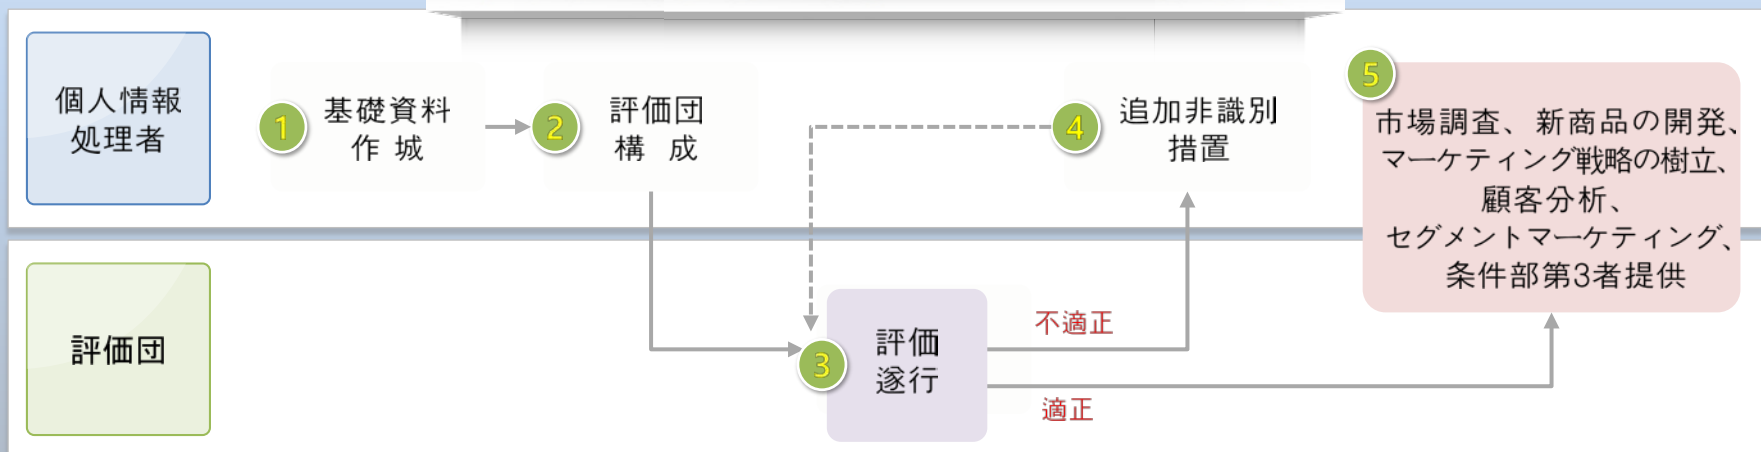 個人情報
処理者
1
基礎資料
作 城
2
評価団
構 成
4
追加非識別
措置
5
市場調査、新商品の開発、
マーケティング戦略の樹立、
顧客分析、
セグメントマーケティング、
条件部第3者提供
評価団
3
評価
遂行
不適正
適正